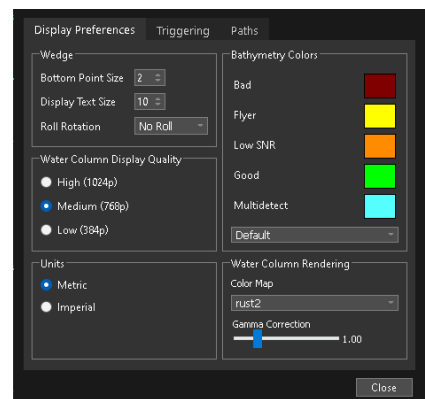 Display Preferences
Triggering
Paths
Wedge
Bottom Point Size 2
Display Text Size 10
Roll Rotation No Roll
Water Column Display Quality
High (1024p)
Medium (768p)
Low (384p)
Units
Metric
Imperial
Bathymetry Colors
Bad
Flyer
Low SNR
Good
Multidetect
Default
Water Column Rendering
Color Map
rust2
Gamma Correction
1.00
Close